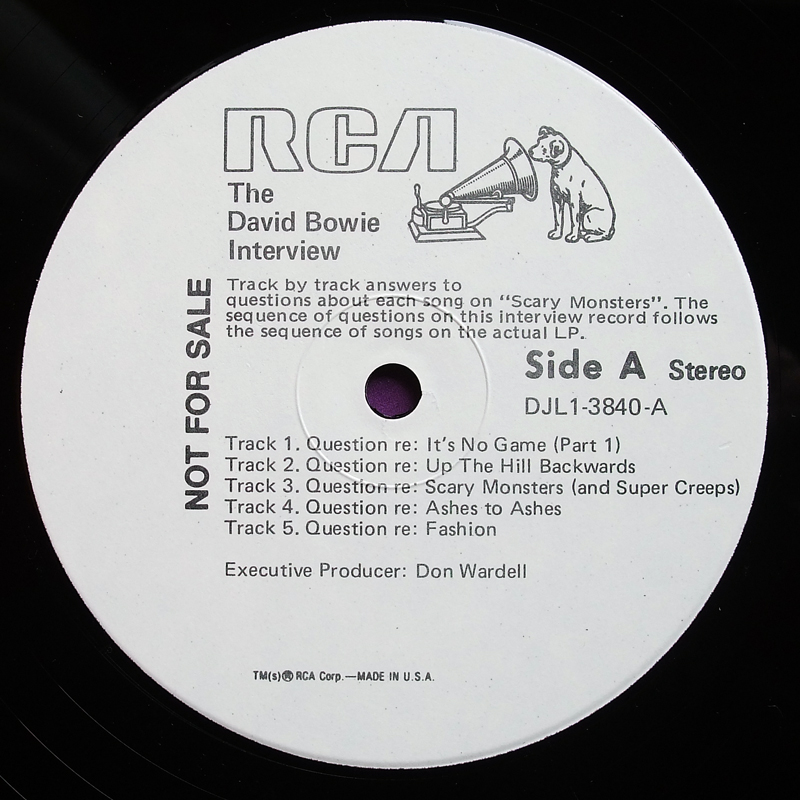 RCA
The
David Bowie
Interview
NOT FOR SALE
Track by track answers to
questions about each song on "Scary Monsters". The
sequence of questions on this interview record follows
the sequence of songs on the actual LP.
Side A Stereo
DJL1-3840-A
Track 1. Question re: It's No Game (Part 1)
Track 2. Question re: Up The Hill Backwards
Track 3. Question re: Scary Monsters (and Super Creeps)
Track 4. Question re: Ashes to Ashes
Track 5. Question re: Fashion
Executive Producer: Don Wardell
TM(s)® RCA Corp.—MADE IN U.S.A.